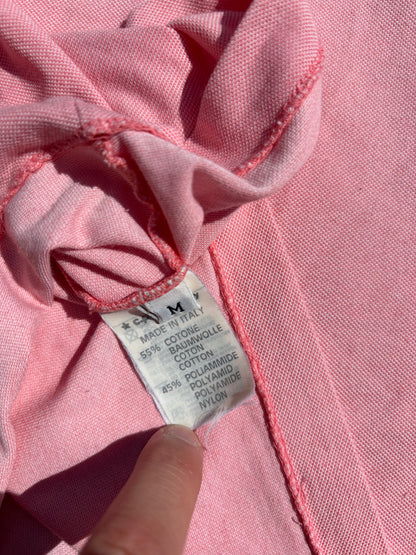 M
MADE IN ITALY
55% COTONE
BAUMWOLLE
COTON
COTTON
45% POLIAMMIDE
POLYAMID
POLYAMIDE
NYLON